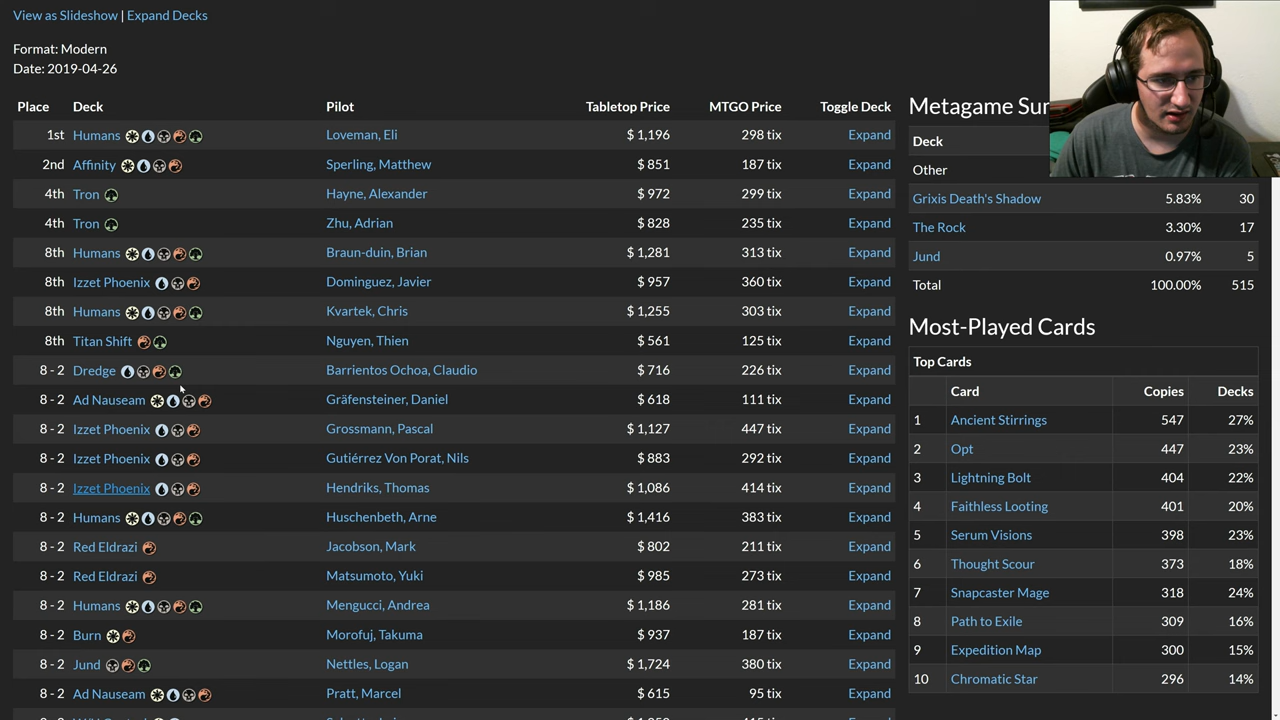 View as Slideshow | Expand Decks
Format: Modern
Date: 2019-04-26
Place Deck Pilot Tabletop Price MTGO Price Toggle Deck
1st Humans Loveman, Eli $ 1,196 298 tix Expand
2nd Affinity Sperling, Matthew $ 851 187 tix Expand
4th Tron Hayne, Alexander $ 972 299 tix Expand
4th Tron Zhu, Adrian $ 828 235 tix Expand
8th Humans Braun-duin, Brian $ 1,281 313 tix Expand
8th Izzet Phoenix Dominguez, Javier $ 957 360 tix Expand
8th Humans Kvartek, Chris $ 1,255 303 tix Expand
8th Titan Shift Nguyen, Thien $ 561 125 tix Expand
8 - 2 Dredge Barrientos Ochoa, Claudio $ 716 226 tix Expand
8 - 2 Ad Nauseam Gräfensteiner, Daniel $ 618 111 tix Expand
8 - 2 Izzet Phoenix Grossmann, Pascal $ 1,127 447 tix Expand
8 - 2 Izzet Phoenix Gutiérrez Von Porat, Nils $ 883 292 tix Expand
8 - 2 Izzet Phoenix Hendriks, Thomas $ 1,086 414 tix Expand
8 - 2 Humans Huschenbeth, Arne $ 1,416 383 tix Expand
8 - 2 Red Eldrazi Jacobson, Mark $ 802 211 tix Expand
8 - 2 Red Eldrazi Matsumoto, Yuki $ 985 273 tix Expand
8 - 2 Humans Mengucci, Andrea $ 1,186 281 tix Expand
8 - 2 Burn Morofuj, Takuma $ 937 187 tix Expand
8 - 2 Jund Nettles, Logan $ 1,724 380 tix Expand
8 - 2 Ad Nauseam Pratt, Marcel $ 615 95 tix Expand
Metagame Sum
Deck
Other
Grixis Death's Shadow 5.83% 30
The Rock 3.30% 17
Jund 0.97% 5
Total 100.00% 515
Most-Played Cards
Top Cards
Card Copies Decks
1 Ancient Stirrings 547 27%
2 Opt 447 23%
3 Lightning Bolt 404 22%
4 Faithless Looting 401 20%
5 Serum Visions 398 23%
6 Thought Scour 373 18%
7 Snapcaster Mage 318 24%
8 Path to Exile 309 16%
9 Expedition Map 300 15%
10 Chromatic Star 296 14%